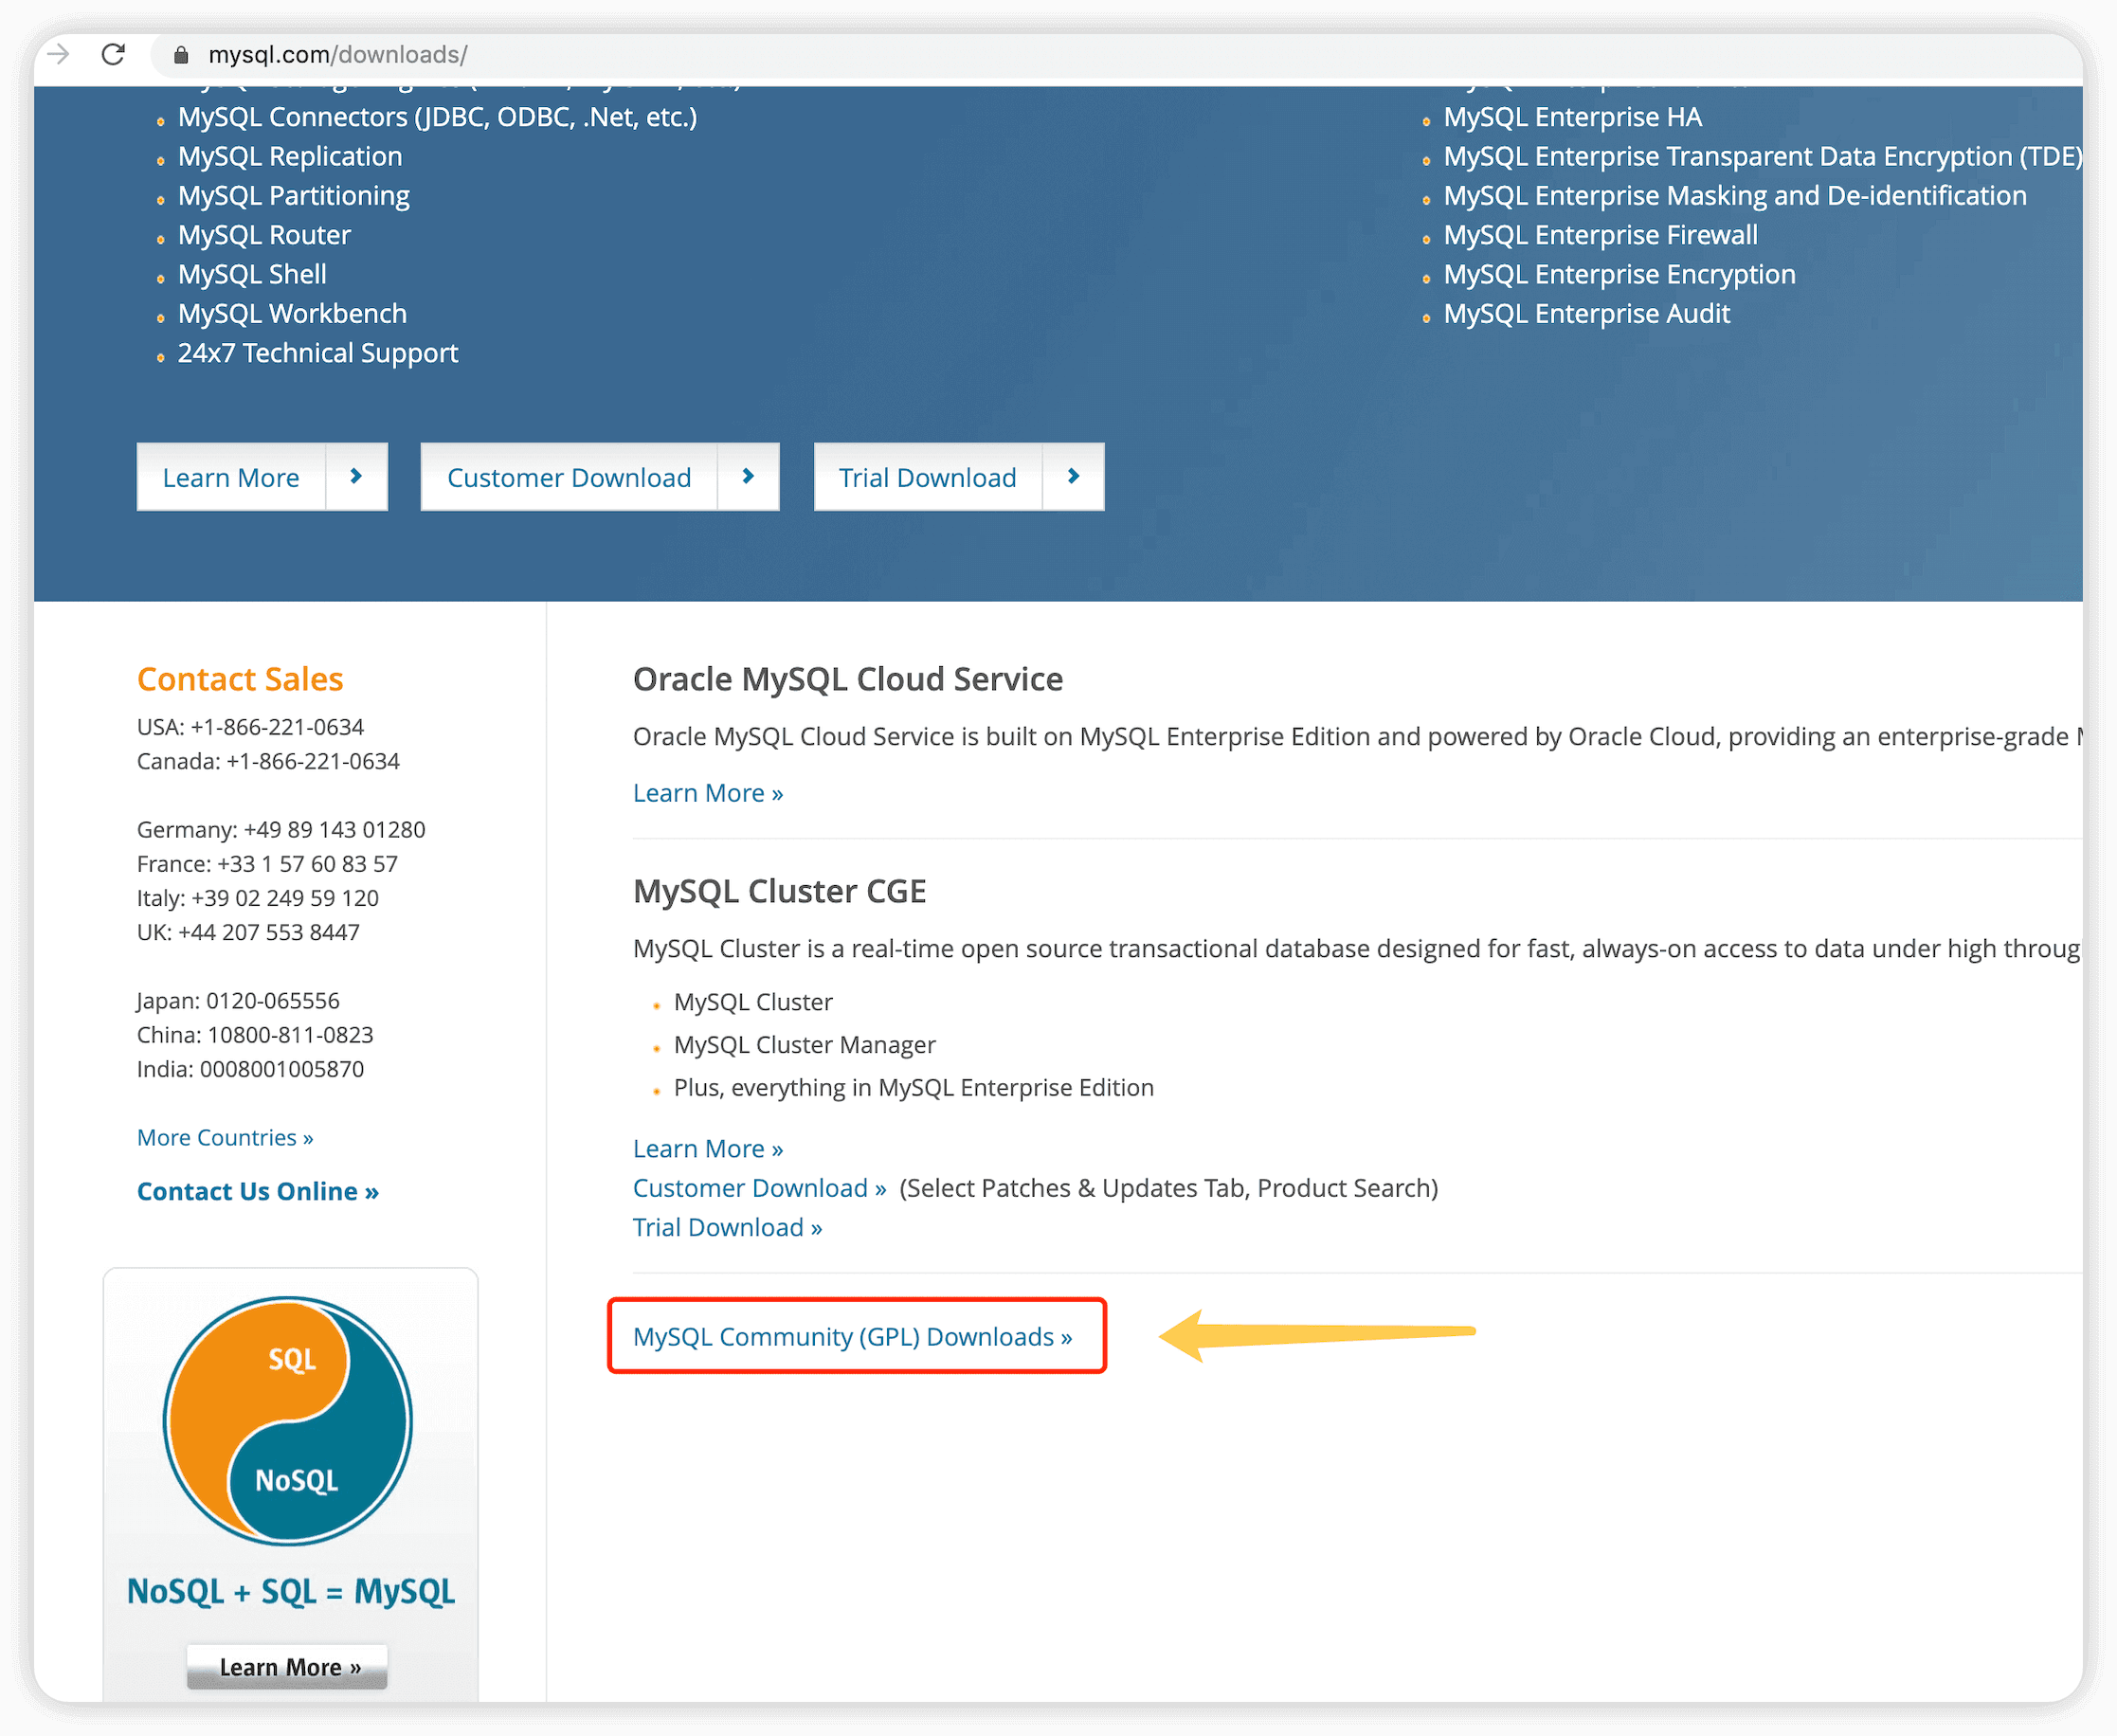 mysql.com/downloads/
MySQL Connectors (JDBC, ODBC, .Net, etc.)
MySQL Replication
MySQL Partitioning
MySQL Router
MySQL Shell
MySQL Workbench
24x7 Technical Support
MySQL Enterprise HA
MySQL Enterprise Transparent Data Encryption (TDE)
MySQL Enterprise Masking and De-identification
MySQL Enterprise Firewall
MySQL Enterprise Encryption
MySQL Enterprise Audit
Learn More
Customer Download
Trial Download
Contact Sales
USA: +1-866-221-0634
Canada: +1-866-221-0634
Germany: +49 89 143 01280
France: +33 1 57 60 83 57
Italy: +39 02 249 59 120
UK: +44 207 553 8447
Japan: 0120-065556
China: 10800-811-0823
India: 0008001005870
More Countries »
Contact Us Online »
SQL
NoSQL
NoSQL + SQL = MySQL
Learn More »
Oracle MySQL Cloud Service
Oracle MySQL Cloud Service is built on MySQL Enterprise Edition and powered by Oracle Cloud, providing an enterprise-grade
Learn More »
MySQL Cluster CGE
MySQL Cluster is a real-time open source transactional database designed for fast, always-on access to data under high throug
MySQL Cluster
MySQL Cluster Manager
Plus, everything in MySQL Enterprise Edition
Learn More »
Customer Download » (Select Patches & Updates Tab, Product Search)
Trial Download »
MySQL Community (GPL) Downloads »